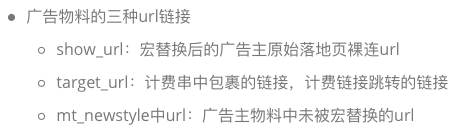 广告物料的三种url链接
show_url：宏替换后的广告主原始落地页裸连url
target_url：计费串中包裹的链接，计费链接跳转的链接
mt_newstyle中url：广告主物料中未被宏替换的url